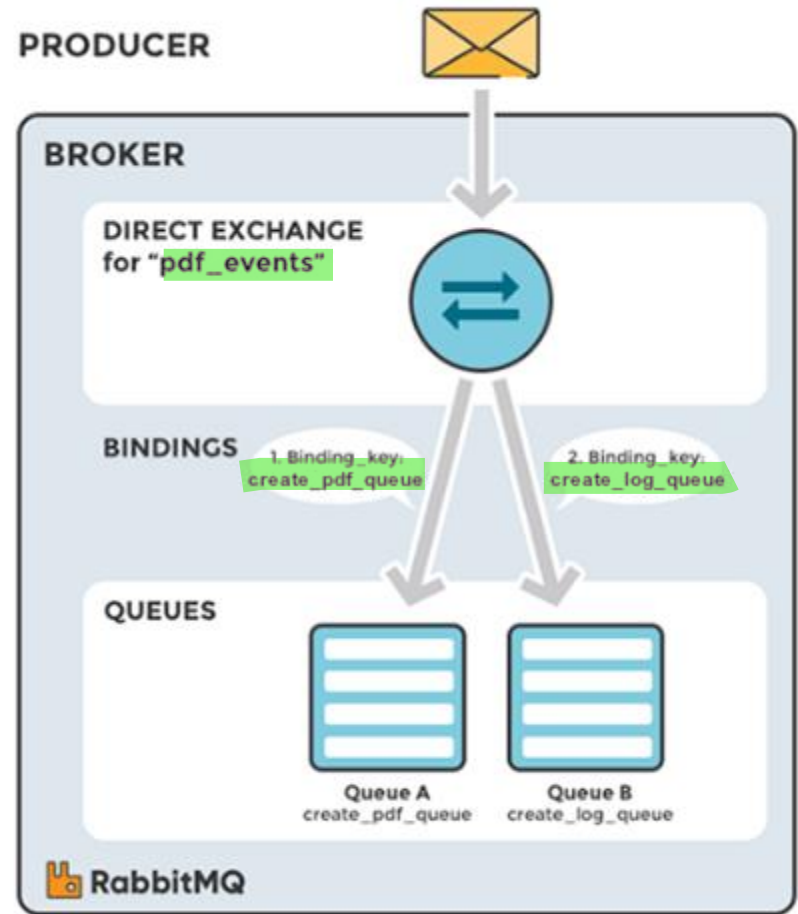 PRODUCER
BROKER
DIRECT EXCHANGE
for “pdf_events”
BINDINGS
1. Binding_key:
create_pdf_queue
2. Binding_key:
create_log_queue
QUEUES
Queue A
create_pdf_queue
Queue B
create_log_queue
RabbitMQ